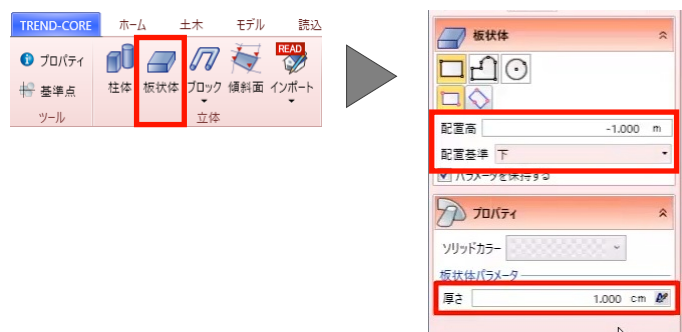 TREND-CORE ホーム 土木 モデル 読込
プロパティ
基準点
ツール
柱体 板状体 ブロック 傾斜面 インポート
READ
立体
板状体
配置高 -1.000 m
配置基準 下
パラメータを保持する
プロパティ
ソリッドカラー
板状体パラメータ
厚さ 1.000 cm